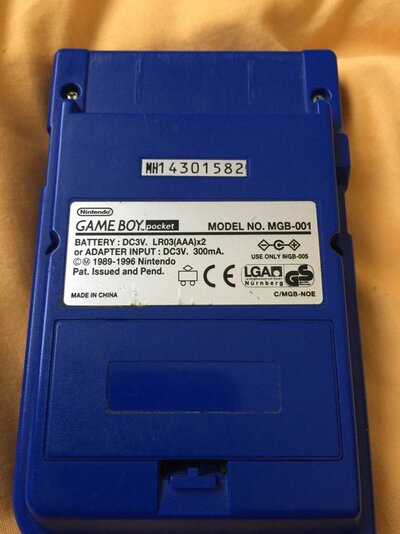 MH14301582
Nintendo
GAME BOY pocket MODEL NO. MGB-001
BATTERY : DC3V. LR03(AAA)x2
or ADAPTER INPUT : DC3V. 300mA.
USE ONLY MGB-005
©Ⓜ 1989-1996 Nintendo
Pat. Issued and Pend.
CE
LGA
Nürnberg
GS
MADE IN CHINA
C/MGB-NOE